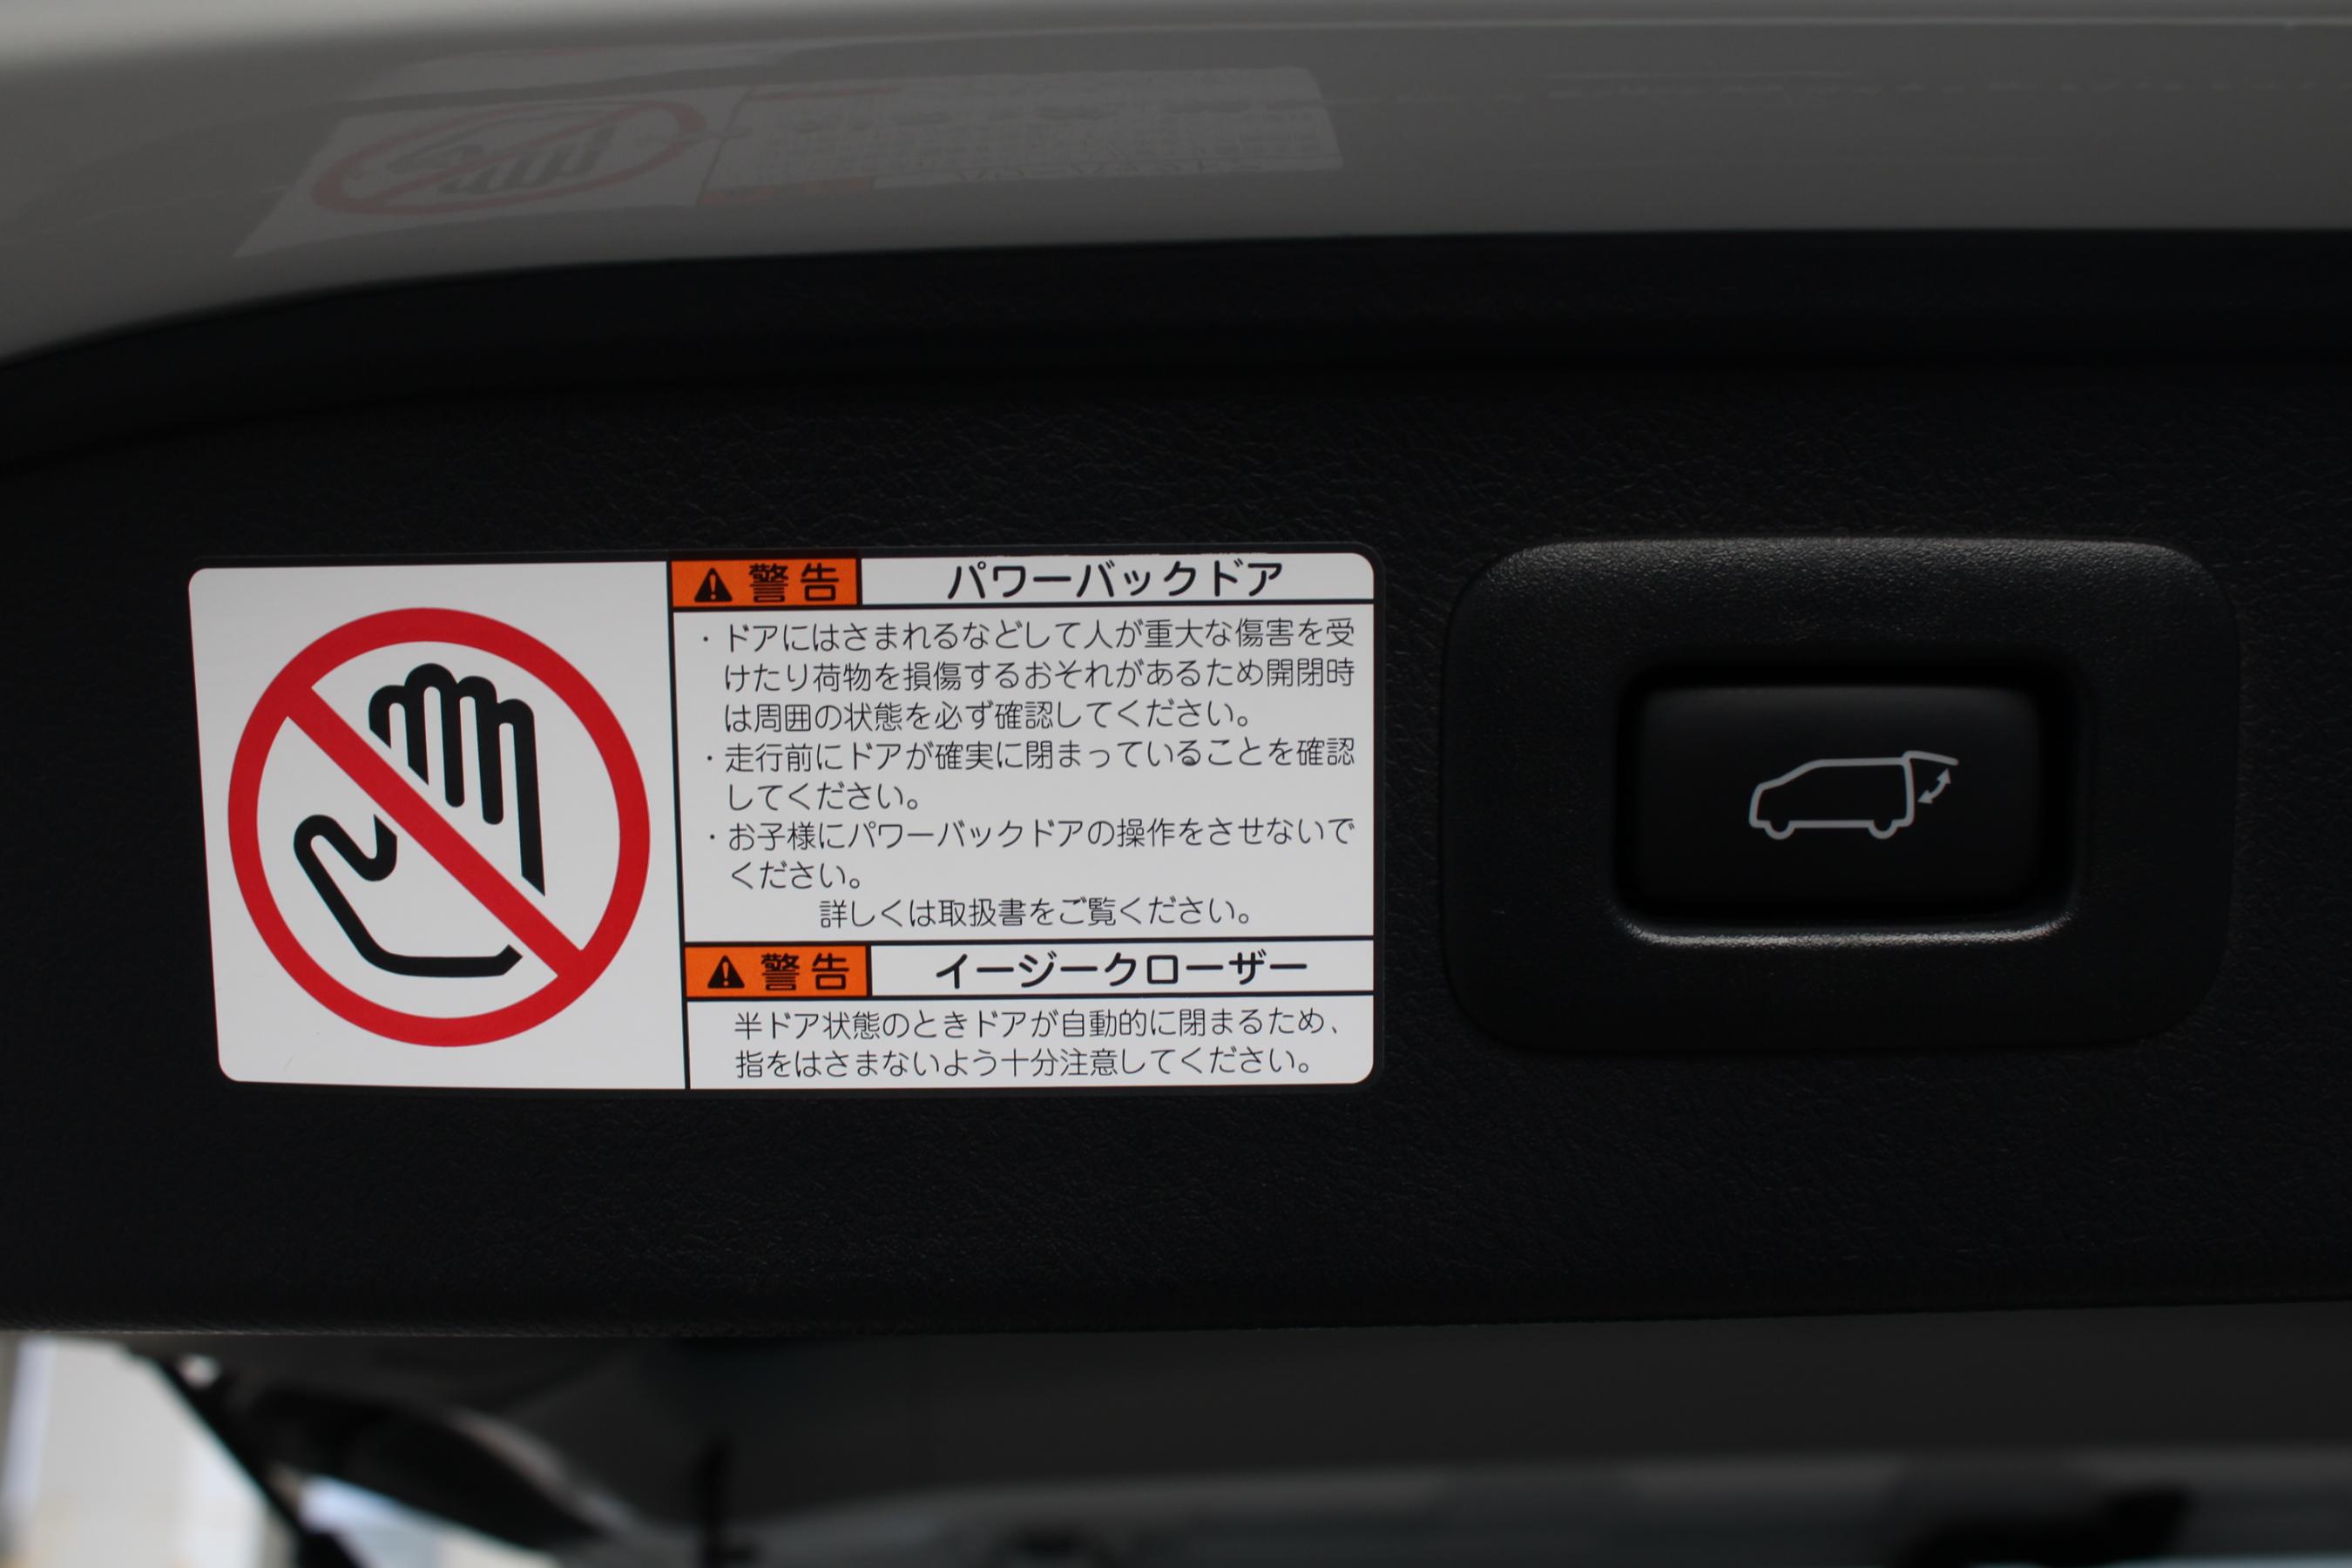 警告 パワーバックドア
・ドアにはさまれるなどして人が重大な傷害を受
けたり荷物を損傷するおそれがあるため開閉時
は周囲の状態を必ず確認してください。
・走行前にドアが確実に閉まっていることを確認
してください。
・お子様にパワーバックドアの操作をさせないで
ください。
詳しくは取扱書をご覧ください。
警告 イージークローザー
半ドア状態のときドアが自動的に閉まるため、
指をはさまないよう十分注意してください。